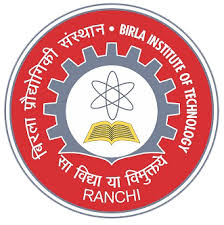 बिरला प्रौद्योगिकी संस्थान
BIRLA INSTITUTE OF TECHNOLOGY
सा विद्या या विमुक्तये
RANCHI